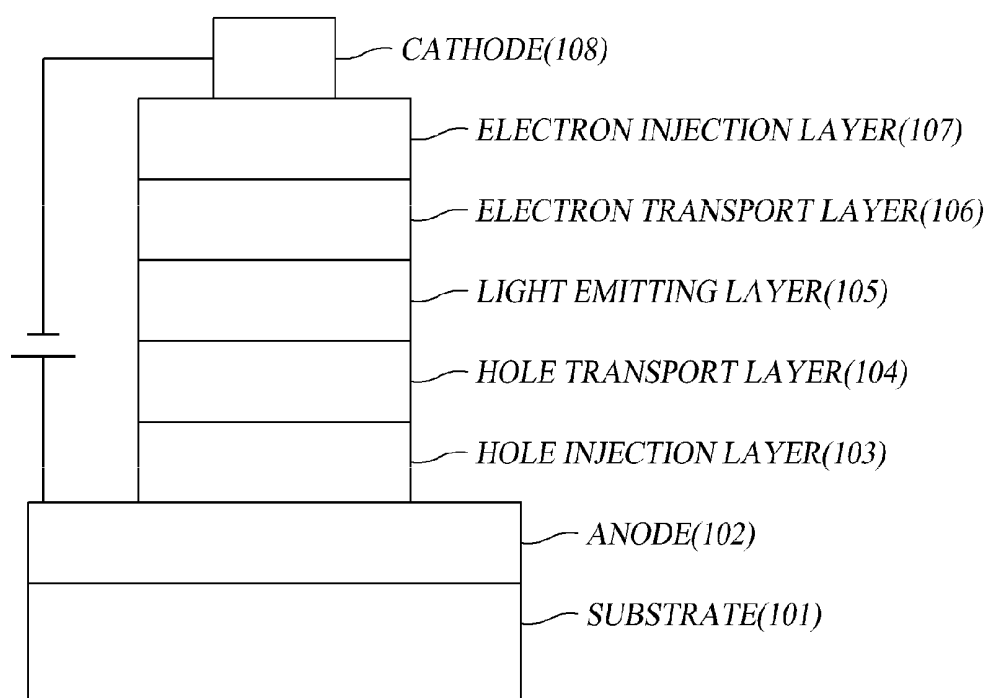 CATHODE(108)
ELECTRON INJECTION LAYER(107)
ELECTRON TRANSPORT LAYER(106)
LIGHT EMITTING LAYER(105)
HOLE TRANSPORT LAYER(104)
HOLE INJECTION LAYER(103)
ANODE(102)
SUBSTRATE(101)